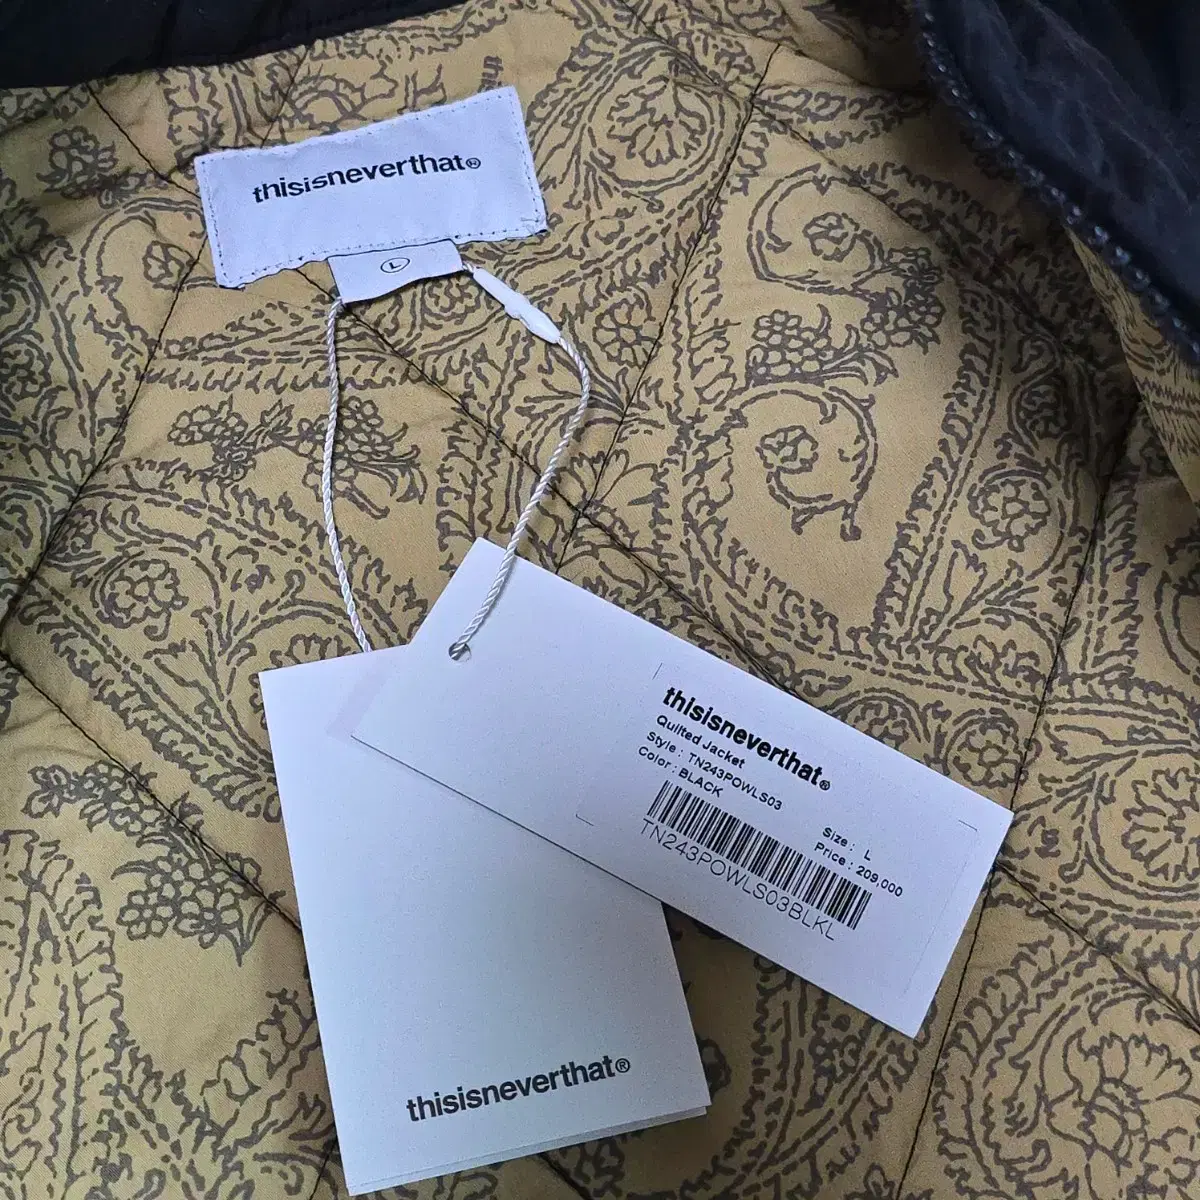 thisisneverthat®
L
thisisneverthat®
Quilted Jacket
Style : TN243POWLS03
Color : BLACK
Size : L
Price : 209,000
TN243POWLS03BLKL
thisisneverthat®